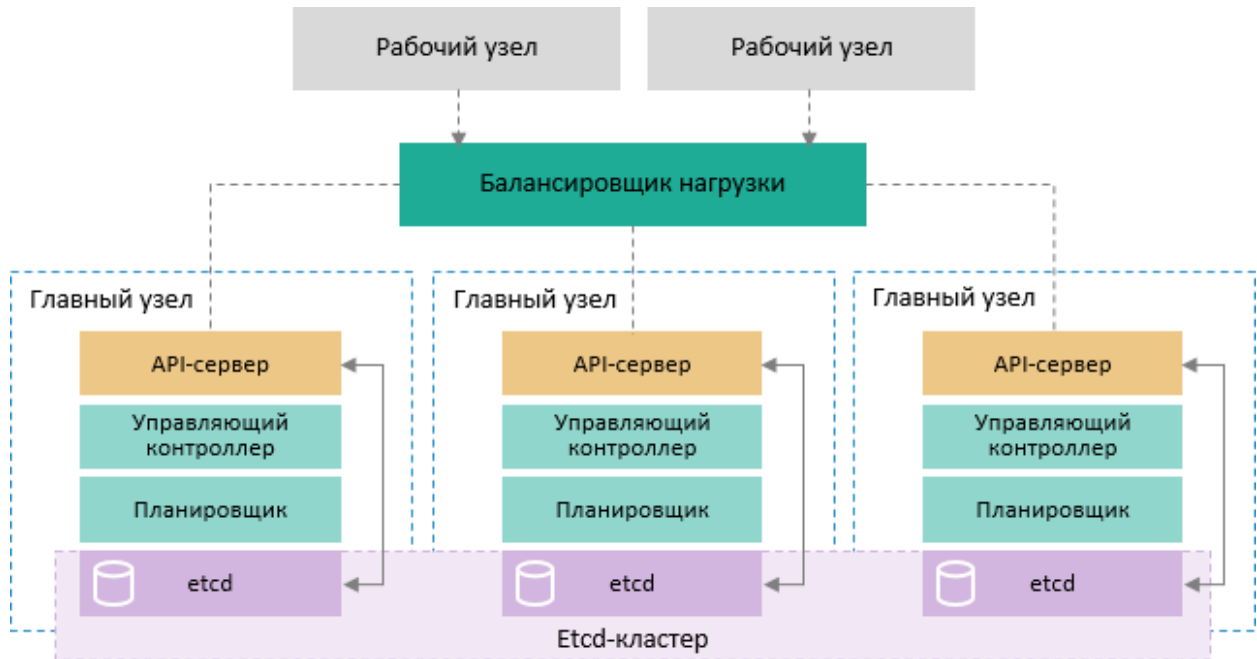 Рабочий узел
Рабочий узел
Балансировщик нагрузки
Главный узел
Главный узел
Главный узел
API-сервер
API-сервер
API-сервер
Управляющий
контроллер
Управляющий
контроллер
Управляющий
контроллер
Планировщик
Планировщик
Планировщик
etcd
etcd
etcd
Etcd-кластер